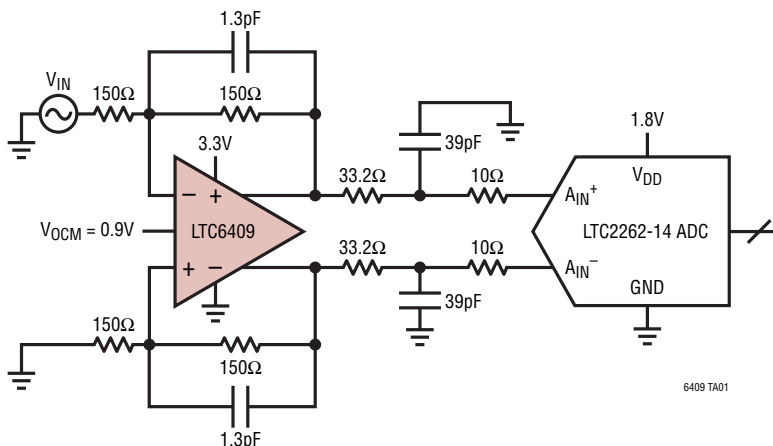 1.3pF
V_IN
150Ω
150Ω
3.3V
39pF
1.8V
33.2Ω
10Ω
V_DD
− +
A_IN+
V_OCM = 0.9V
LTC6409
LTC2262-14 ADC
33.2Ω
10Ω
+ −
A_IN−
GND
39pF
150Ω
150Ω
1.3pF
6409 TA01